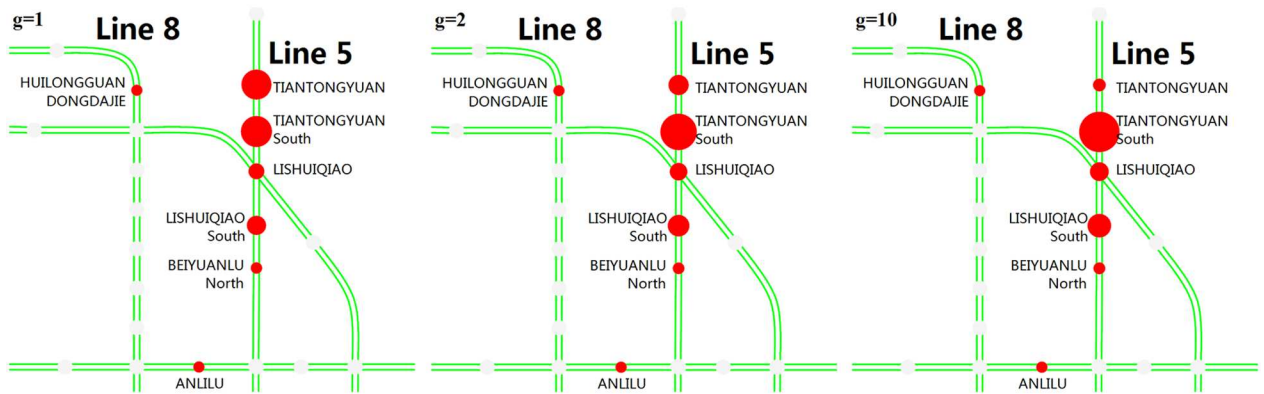 g=1
Line 8
Line 5
HUILONGGUAN
DONGDAJIE
TIANTONGYUAN
TIANTONGYUAN
South
LISHUIQIAO
LISHUIQIAO
South
BEIYUANLU
North
ANLILU
g=2
Line 8
Line 5
HUILONGGUAN
DONGDAJIE
TIANTONGYUAN
TIANTONGYUAN
South
LISHUIQIAO
LISHUIQIAO
South
BEIYUANLU
North
ANLILU
g=10
Line 8
Line 5
HUILONGGUAN
DONGDAJIE
TIANTONGYUAN
TIANTONGYUAN
South
LISHUIQIAO
LISHUIQIAO
South
BEIYUANLU
North
ANLILU